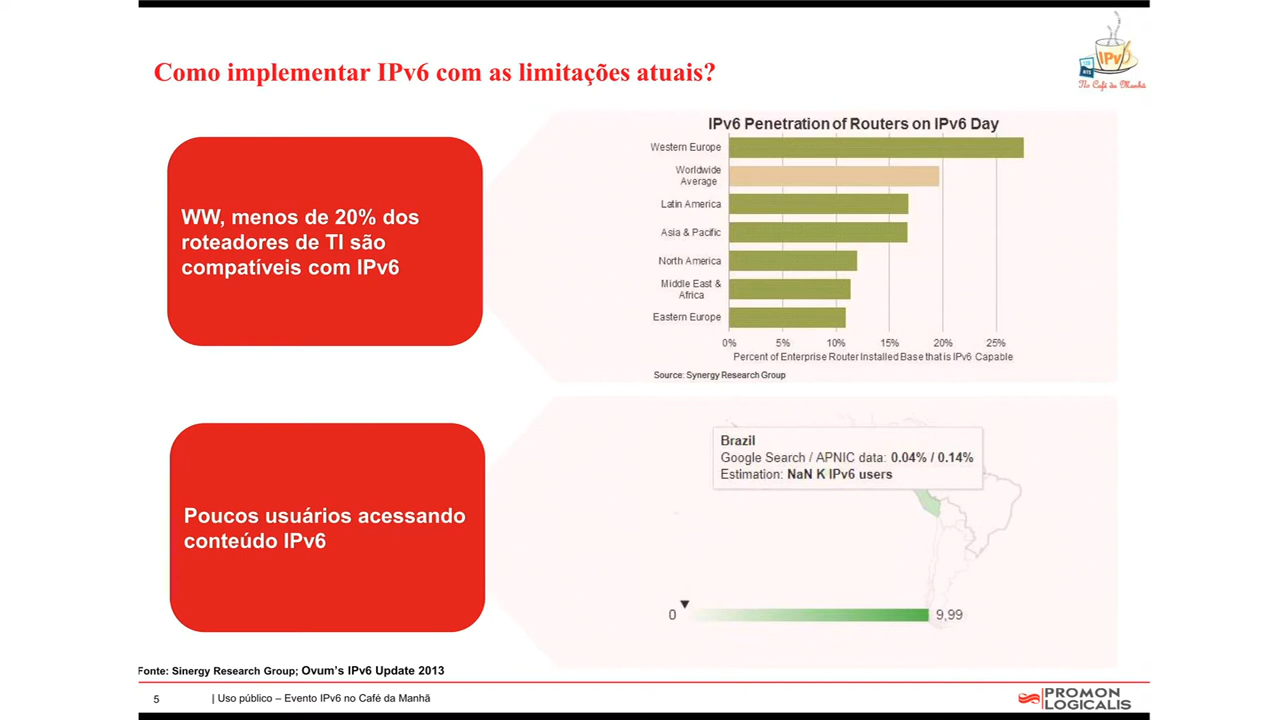 Como implementar IPv6 com as limitações atuais?
IPv6
No Café da Manhã
WW, menos de 20% dos
roteadores de TI são
compatíveis com IPv6
IPv6 Penetration of Routers on IPv6 Day
Western Europe
Worldwide
Average
Latin America
Asia & Pacific
North America
Middle East &
Africa
Eastern Europe
0% 5% 10% 15% 20% 25%
Percent of Enterprise Router Installed Base that is IPv6 Capable
Source: Synergy Research Group
Poucos usuários acessando
conteúdo IPv6
Brazil
Google Search / APNIC data: 0.04% / 0.14%
Estimation: NaN K IPv6 users
0 9,99
Fonte: Sinergy Research Group; Ovum's IPv6 Update 2013
5 | Uso público – Evento IPv6 no Café da Manhã
PROMON
LOGICALIS